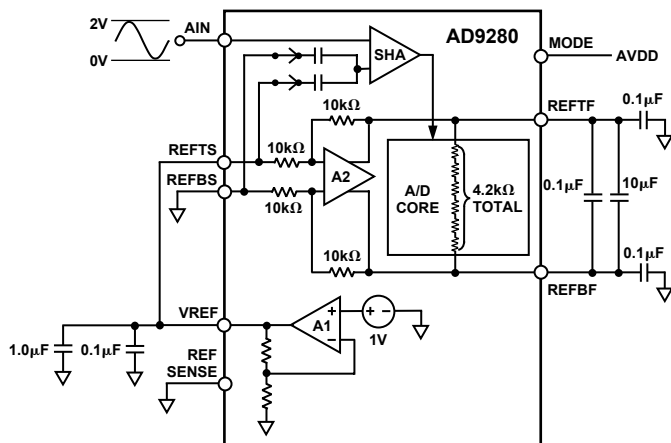 2V
0V
AIN
SHA
AD9280
MODE
AVDD
10kΩ
REFTF
0.1µF
REFTS
10kΩ
REFBS
10kΩ
A2
A/D
CORE
4.2kΩ
TOTAL
0.1µF
10µF
10kΩ
0.1µF
REFBF
VREF
A1
+
−
+ −
1V
1.0µF
0.1µF
REF
SENSE